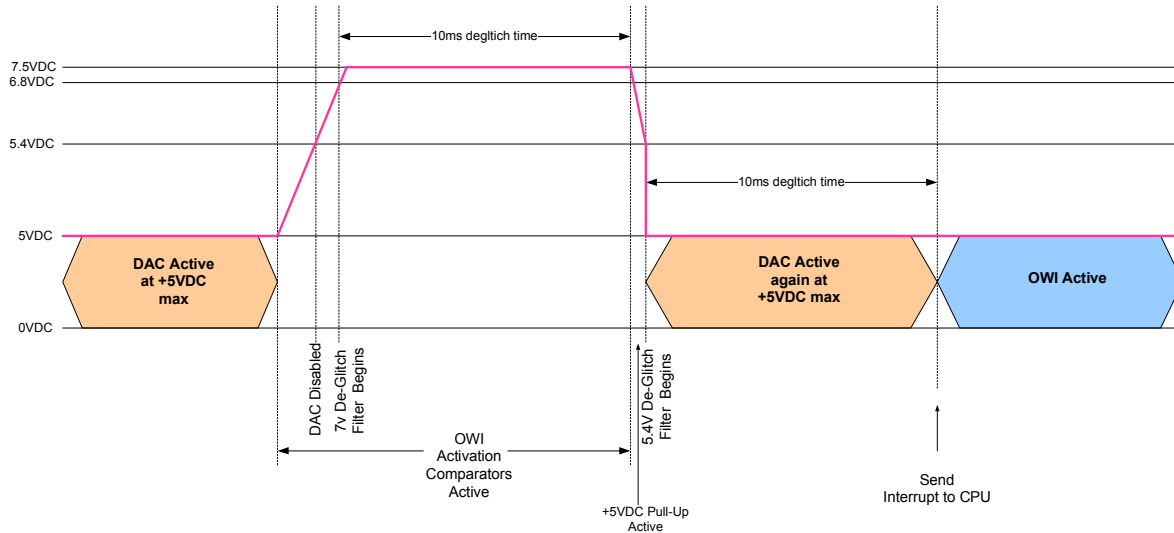 10ms degltich time
7.5VDC
6.8VDC
5.4VDC
10ms degltich time
5VDC
DAC Active
at +5VDC
max
DAC Active
again at
+5VDC max
OWI Active
0VDC
DAC Disabled
7v De-Glitch
Filter Begins
5.4V De-Glitch
Filter Begins
OWI
Activation
Comparators
Active
Send
Interrupt to CPU
+5VDC Pull-Up
Active